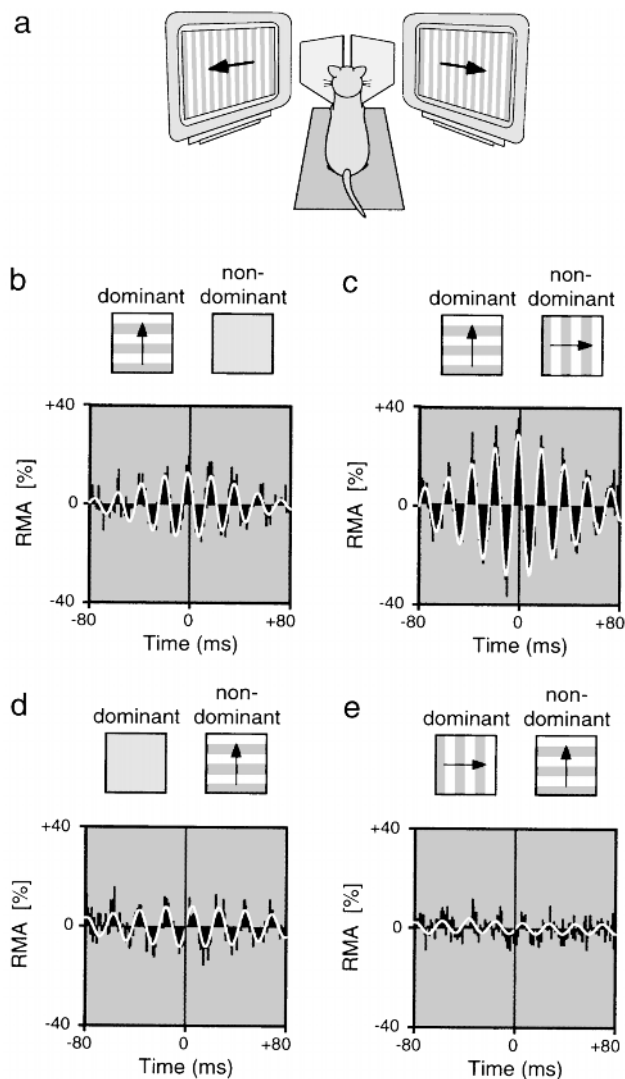 a
b
dominant
non-
dominant
c
dominant
non-
dominant
+40
0
-40
RMA [%]
-80
0
+80
Time (ms)
+40
0
-40
RMA [%]
-80
0
+80
Time (ms)
d
dominant
non-
dominant
e
dominant
non-
dominant
+40
0
-40
RMA [%]
-80
0
+80
Time (ms)
+40
0
-40
RMA [%]
-80
0
+80
Time (ms)